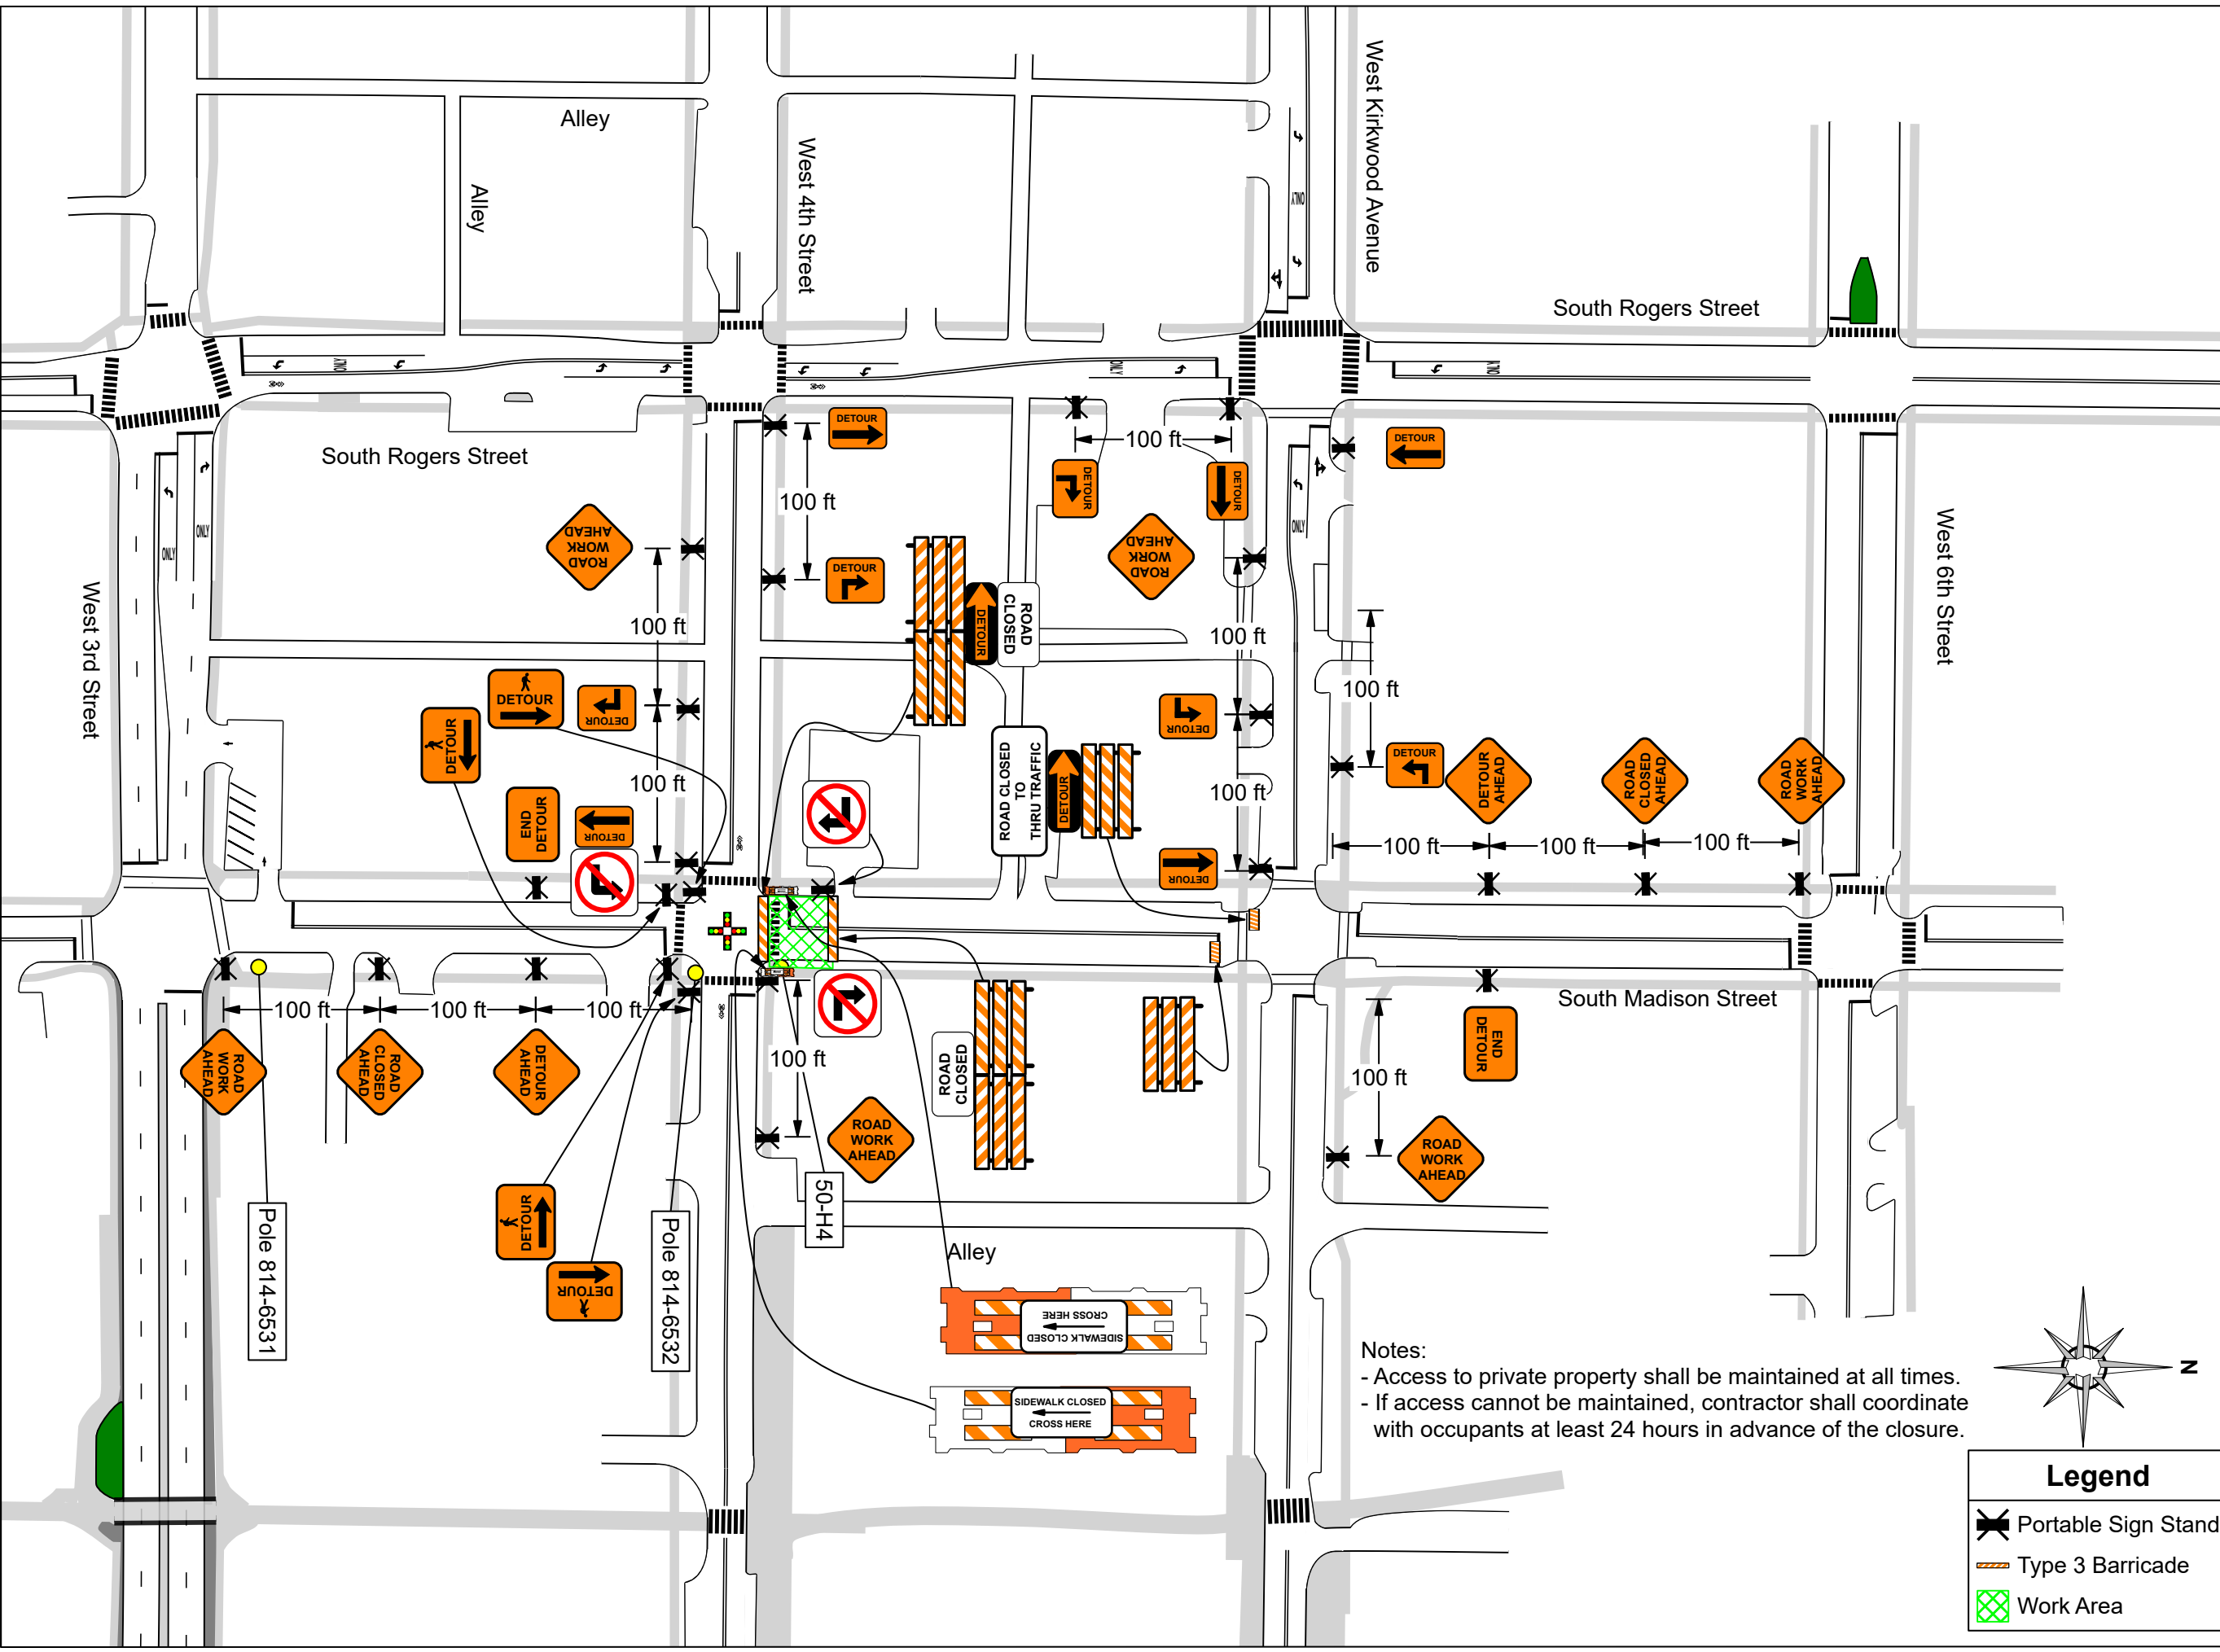 Alley
Alley
West 4th Street
West Kirkwood Avenue
South Rogers Street
ONLY
ONLY
ONLY
ONLY
DETOUR
100 ft
DETOUR
DETOUR
DETOUR
South Rogers Street
100 ft
ONLY
ONLY
ONLY
ROAD
WORK
AHEAD
ROAD
WORK
AHEAD
DETOUR
West 3rd Street
West 6th Street
100 ft
100 ft
100 ft
100 ft
ROAD
CLOSED
DETOUR
DETOUR
DETOUR
DETOUR
DETOUR
ROAD CLOSED
TO
THRU TRAFFIC
DETOUR
DETOUR
DETOUR
AHEAD
ROAD
CLOSED
AHEAD
ROAD
WORK
AHEAD
100 ft
100 ft
END
DETOUR
DETOUR
DETOUR
100 ft
100 ft
100 ft
South Madison Street
100 ft
100 ft
100 ft
ROAD
WORK
AHEAD
ROAD
CLOSED
AHEAD
DETOUR
AHEAD
100 ft
ROAD
CLOSED
END
DETOUR
100 ft
ROAD
WORK
AHEAD
ROAD
WORK
AHEAD
DETOUR
DETOUR
Pole 814-6531
Pole 814-6532
50-H4
Alley
SIDEWALK CLOSED
CROSS HERE
SIDEWALK CLOSED
CROSS HERE
Notes:
- Access to private property shall be maintained at all times.
- If access cannot be maintained, contractor shall coordinate
with occupants at least 24 hours in advance of the closure.
N
Legend
Portable Sign Stand
Type 3 Barricade
Work Area